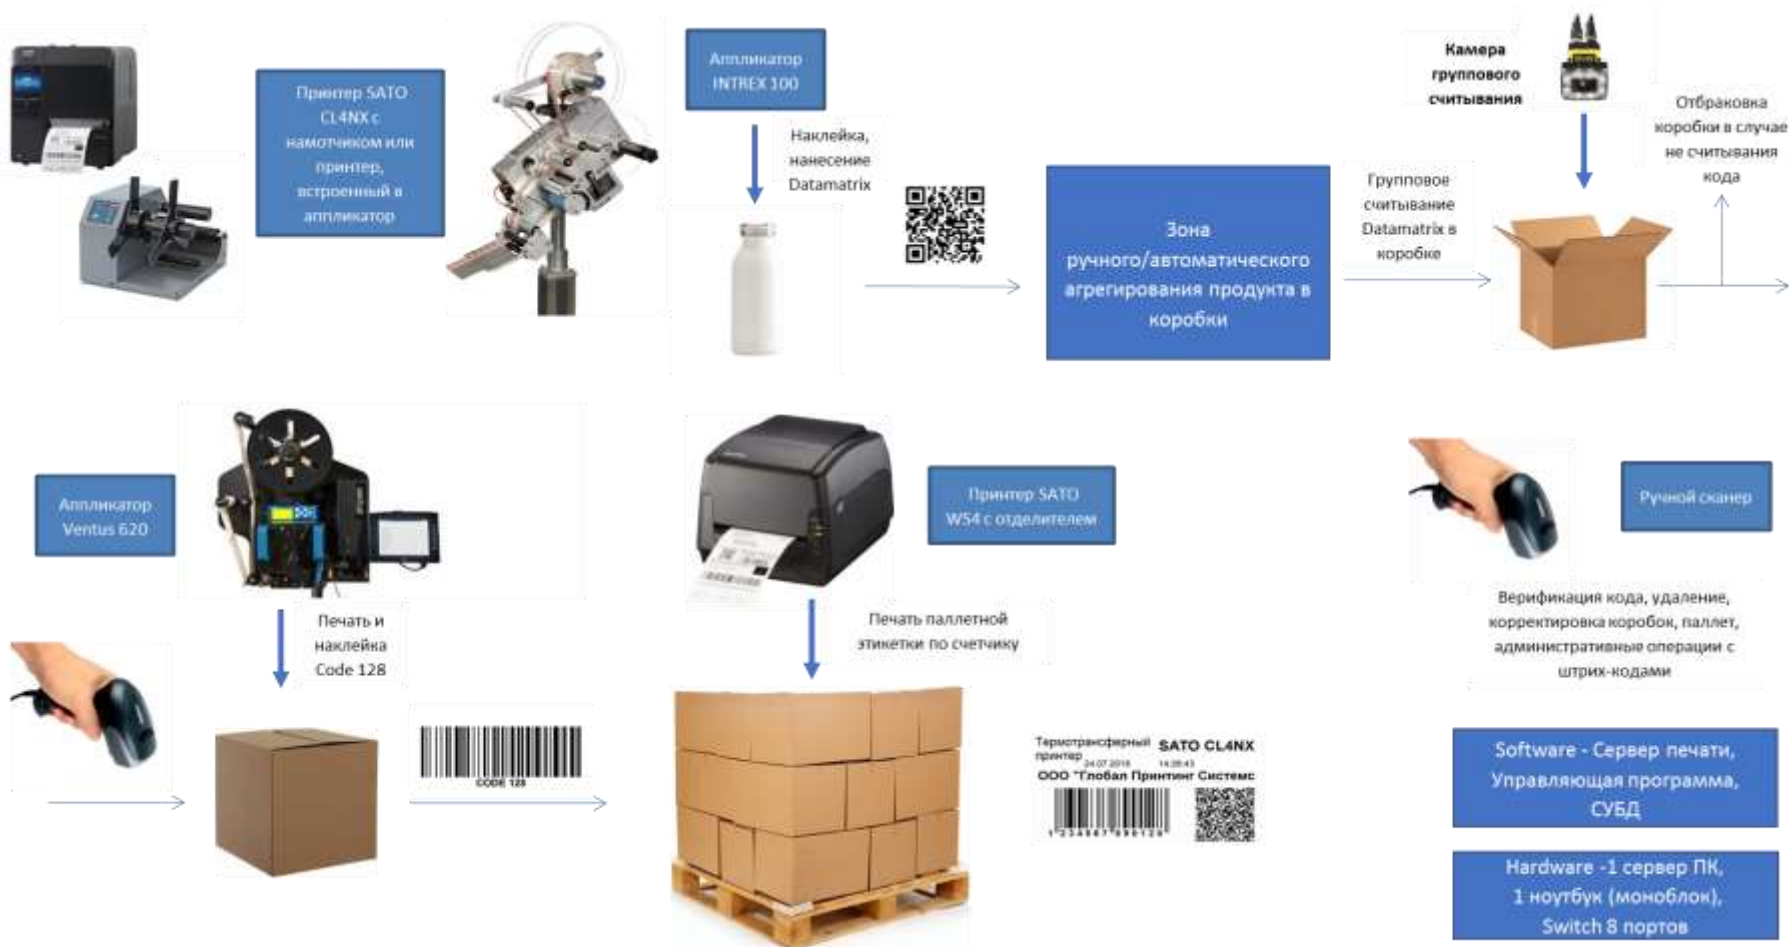 Принтер SATO
CL4NX с
намотчиком или
принтер,
встроенный в
аппликатор
Аппликатор
INTREX 100
Наклейка,
нанесение
Datamatrix
Зона
ручного/автоматического
агрегирования продукта в
коробки
Групповое
считывание
Datamatrix в
коробке
Камера
группового
считывания
Отбраковка
коробки в случае
не считывания
кода
Аппликатор
Ventus 620
Печать и
наклейка
Code 128
CODE 128
Принтер SATO
WS4 с отделителем
Печать паллетной
этикетки по счетчику
Термотрансферный
принтер
SATO CL4NX
24.07.2018
ООО "Глобал Принтинг Системс
Ручной сканер
Верификация кода, удаление,
корректировка коробок, паллет,
административные операции с
штрих-кодами
Software - Сервер печати,
Управляющая программа,
СУБД
Hardware -1 сервер ПК,
1 ноутбук (моноблок),
Switch 8 портов